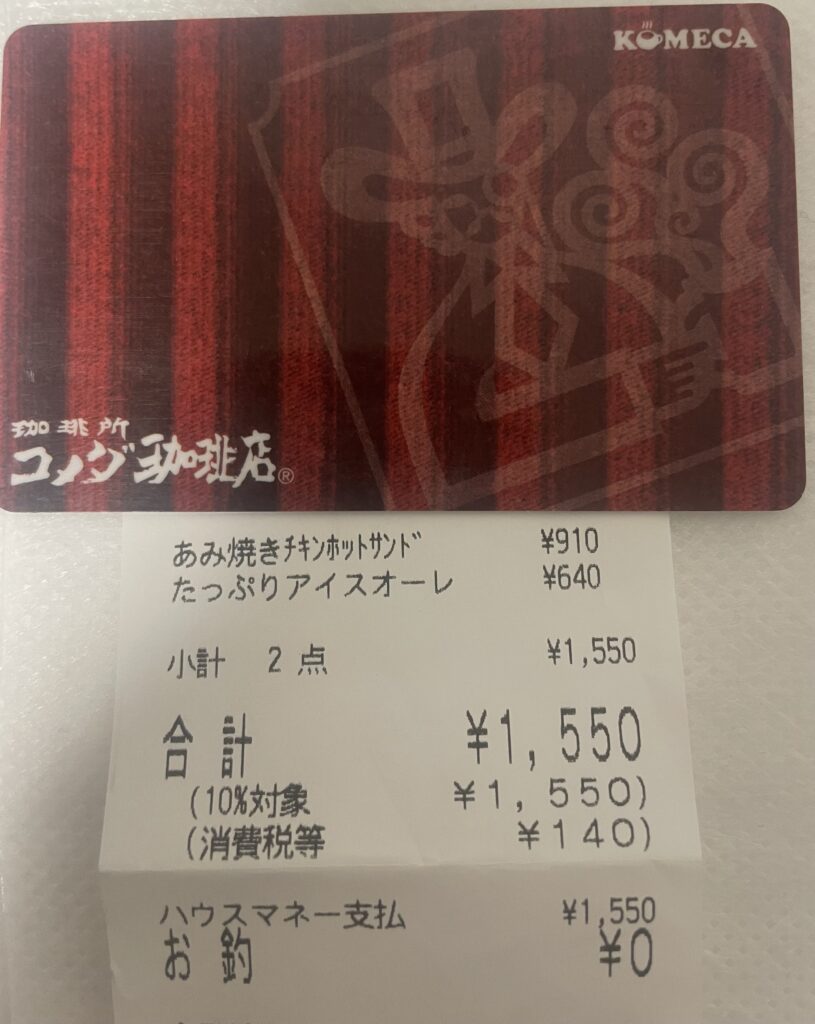 KOMECA
珈琲所
コメダ珈琲店®
あみ焼きﾁｷﾝﾎｯﾄｻﾝﾄﾞ ¥910
たっぷりアイスオーレ ¥640
小計 2点 ¥1,550
合計 ¥1,550
(10%対象 ¥1,550)
(消費税等 ¥140)
ハウスマネー支払 ¥1,550
お釣 ¥0